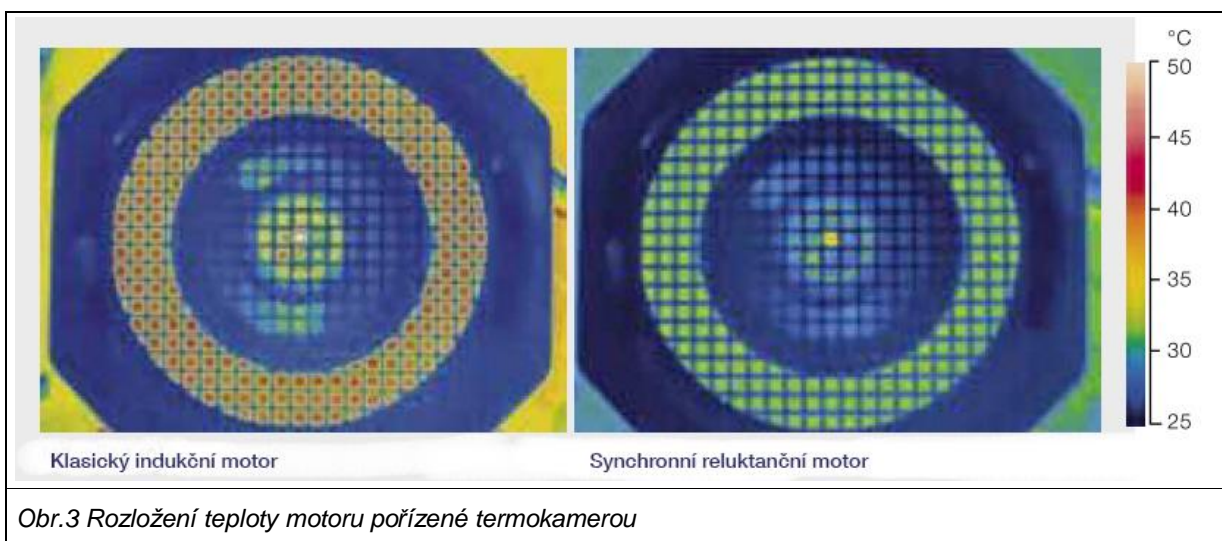 °C
50
45
40
35
30
25
Klasický indukční motor
Synchronní reluktanční motor
Obr.3 Rozložení teploty motoru pořízené termokamerou